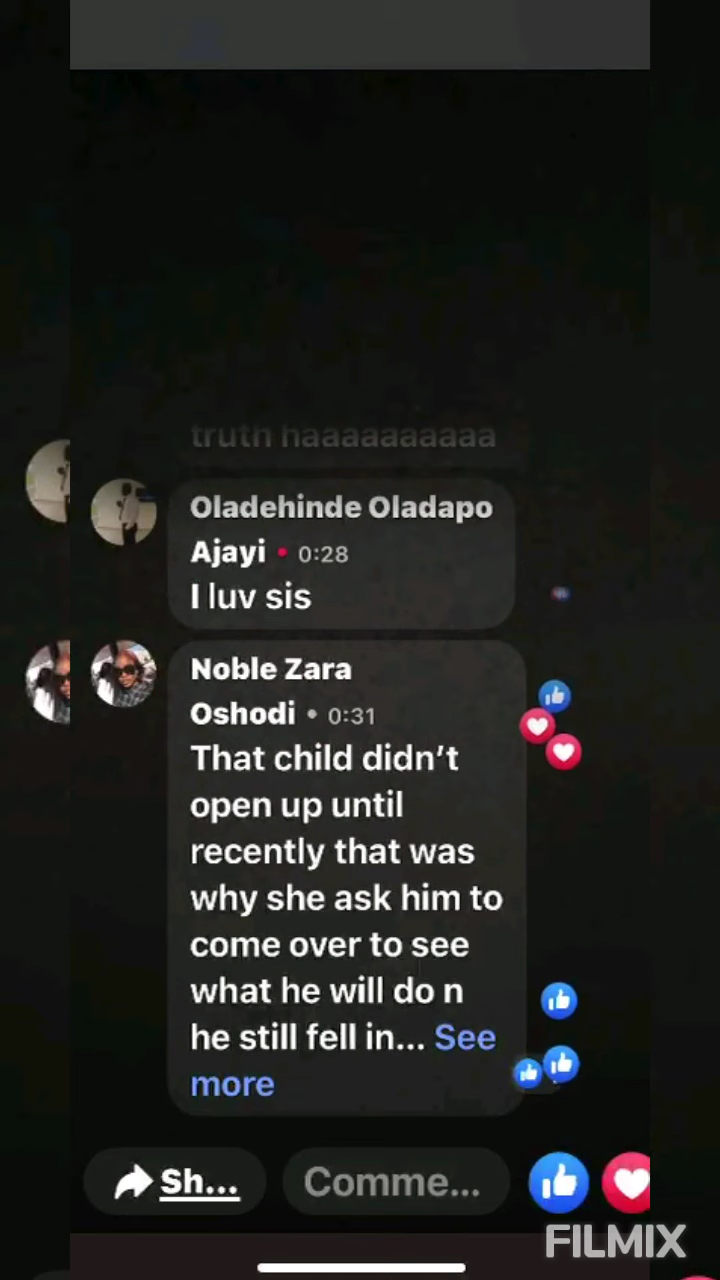 truth haaaaaaaaaa
Oladehinde Oladapo
Ajayi • 0:28
I luv sis
Noble Zara
Oshodi • 0:31
That child didn't
open up until
recently that was
why she ask him to
come over to see
what he will do n
he still fell in... See
more
Sh...
Comme...
FILMIX